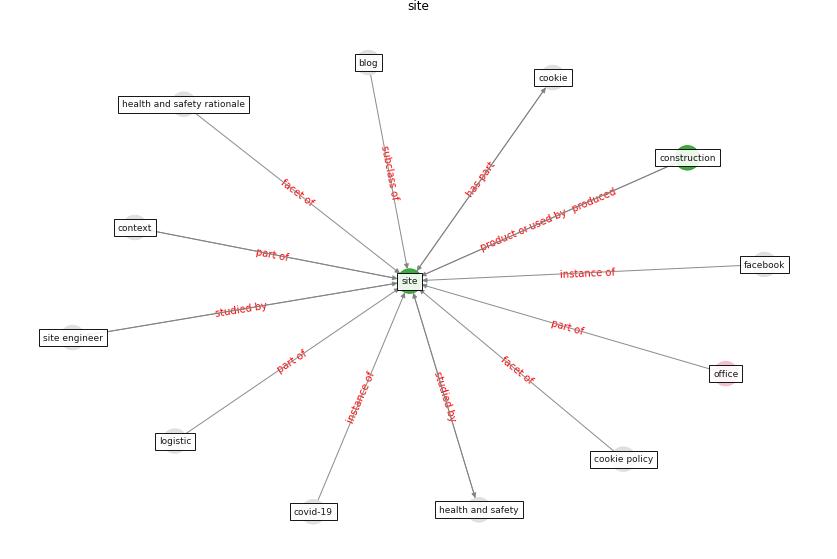 site
blog
cookie
health and safety rationale
construction
subclass of
has part
facet of
product or used by
produced
context
part of
facebook
instance of
site
studied by
part of
site engineer
office
part of
facet of
instance of
studied by
logistic
cookie policy
covid-19
health and safety